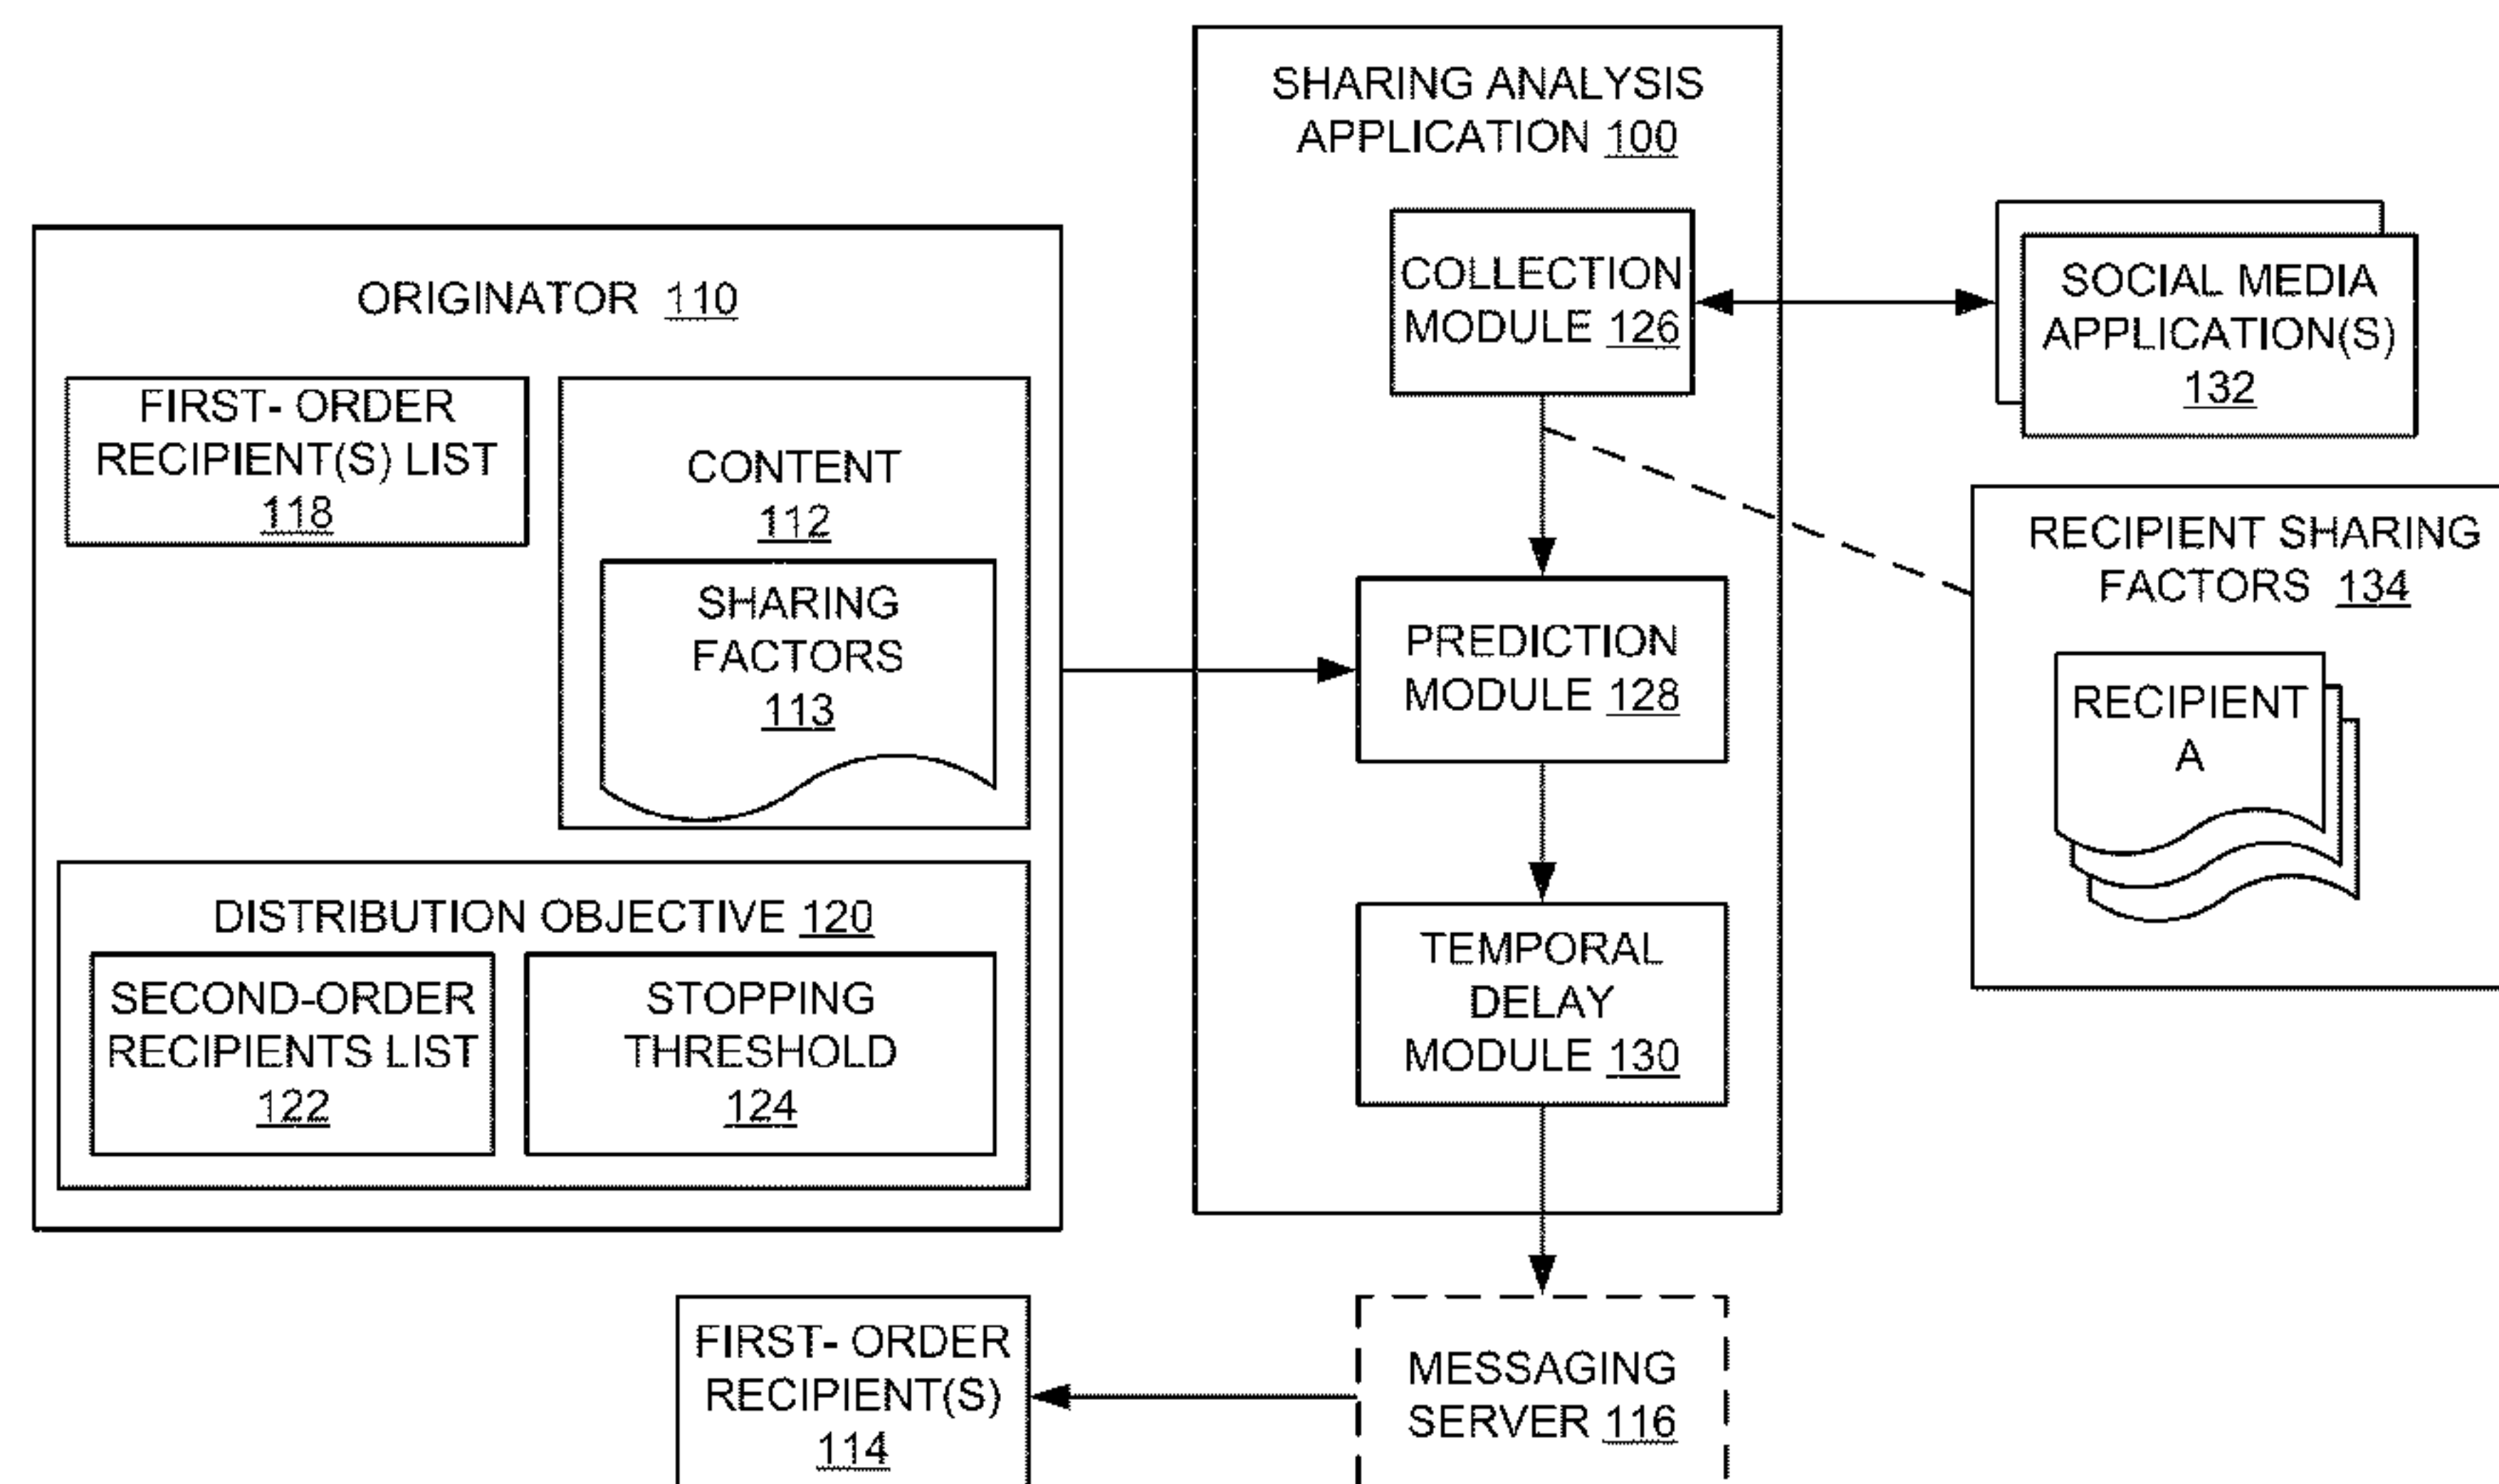 SHARING ANALYSIS
APPLICATION 100
COLLECTION
MODULE 126
SOCIAL MEDIA
APPLICATION(S)
132
ORIGINATOR 110
FIRST- ORDER
RECIPIENT(S) LIST
118
CONTENT
112
SHARING
FACTORS
113
RECIPIENT SHARING
FACTORS 134
RECIPIENT
A
PREDICTION
MODULE 128
DISTRIBUTION OBJECTIVE 120
SECOND-ORDER
RECIPIENTS LIST
122
STOPPING
THRESHOLD
124
TEMPORAL
DELAY
MODULE 130
FIRST- ORDER
RECIPIENT(S)
114
MESSAGING
SERVER 116